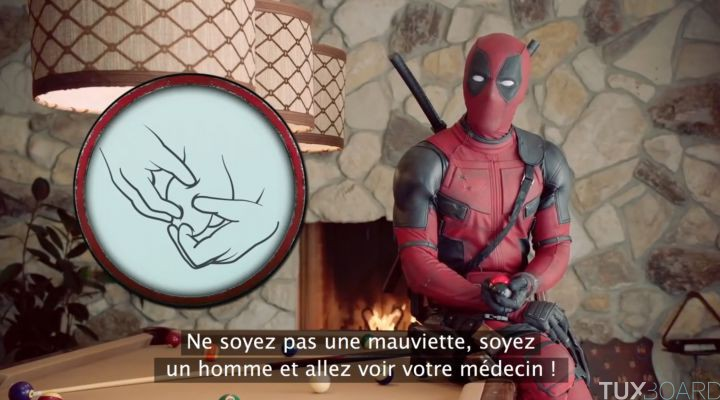 Ne soyez pas une mauviette, soyez
un homme et allez voir votre médecin !
TUXBOARD